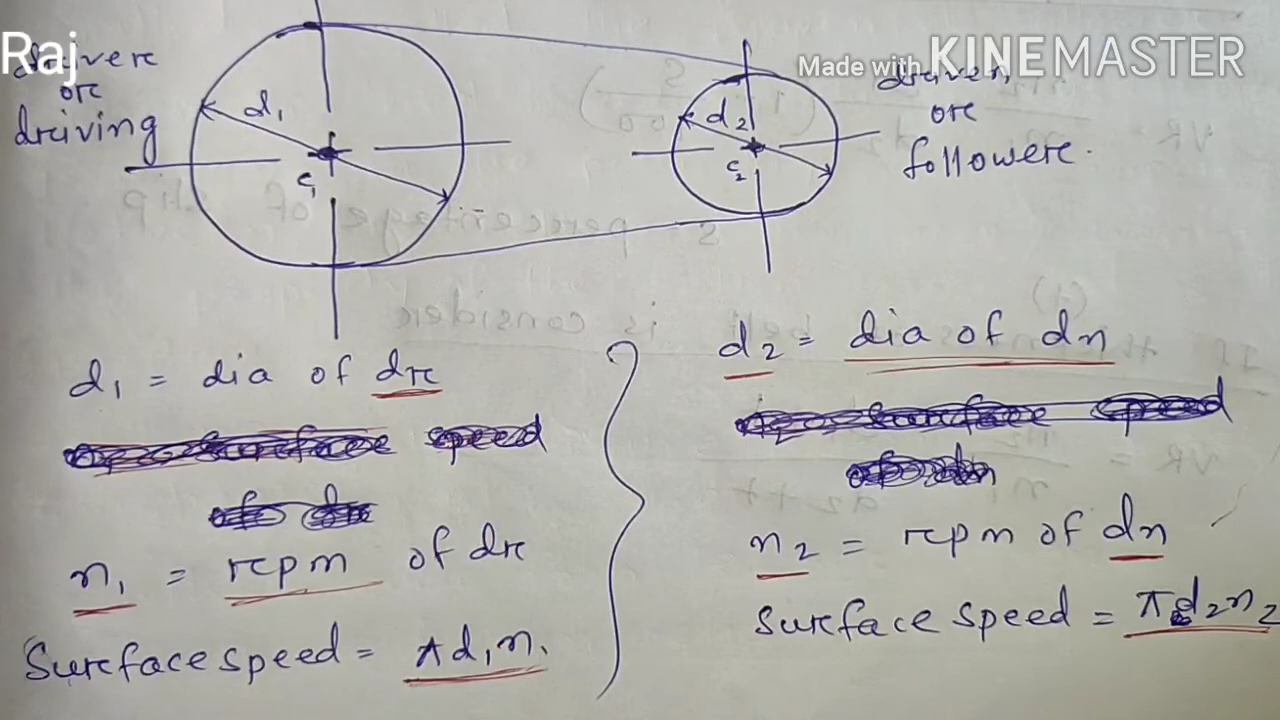 Raj
Made with KINEMASTER
driver
or
driving
driven
or
follower.
d1
c1
d2
c2
d1 = dia of dr
n1 = rpm of dr
Surface speed = πd1n1
d2 = dia of dn
n2 = rpm of dn
Surface speed = πd2n2